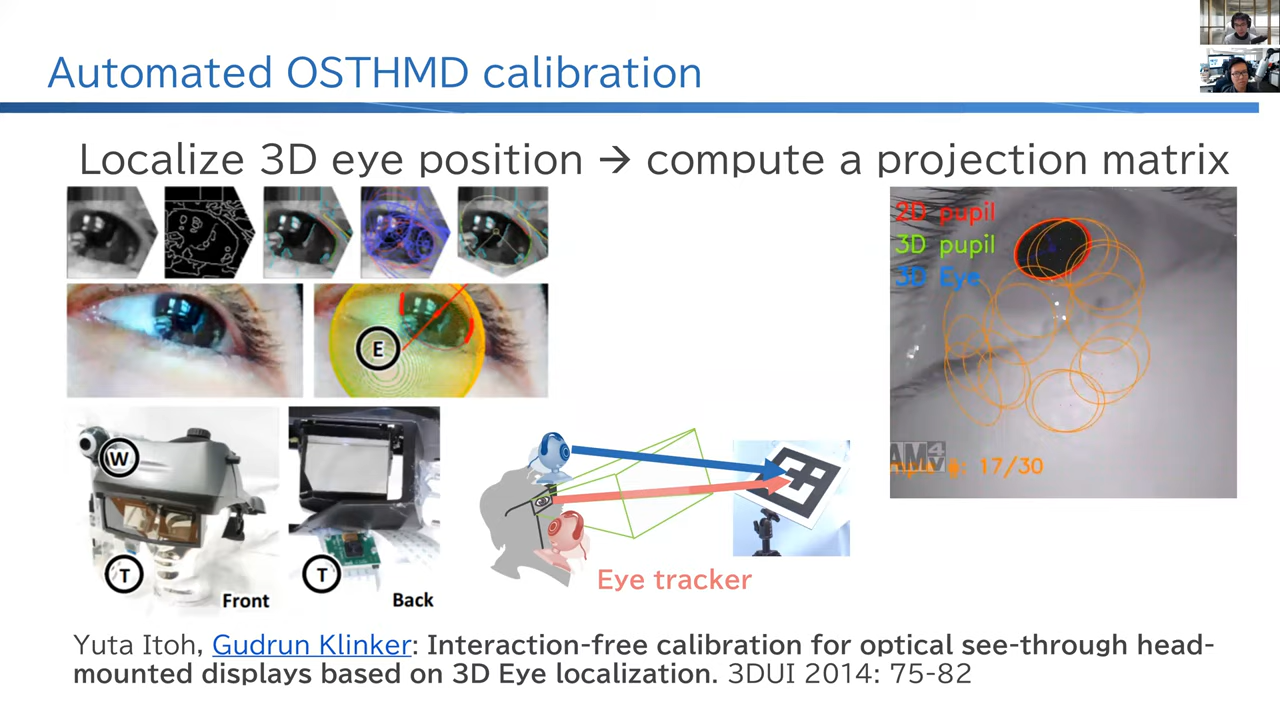 Automated OSTHMD calibration
Localize 3D eye position → compute a projection matrix
2D pupil
3D pupil
3D Eye
E
W
T
Front
T
Back
Eye tracker
17/30
Yuta Itoh, Gudrun Klinker: Interaction-free calibration for optical see-through head-
mounted displays based on 3D Eye localization. 3DUI 2014: 75-82